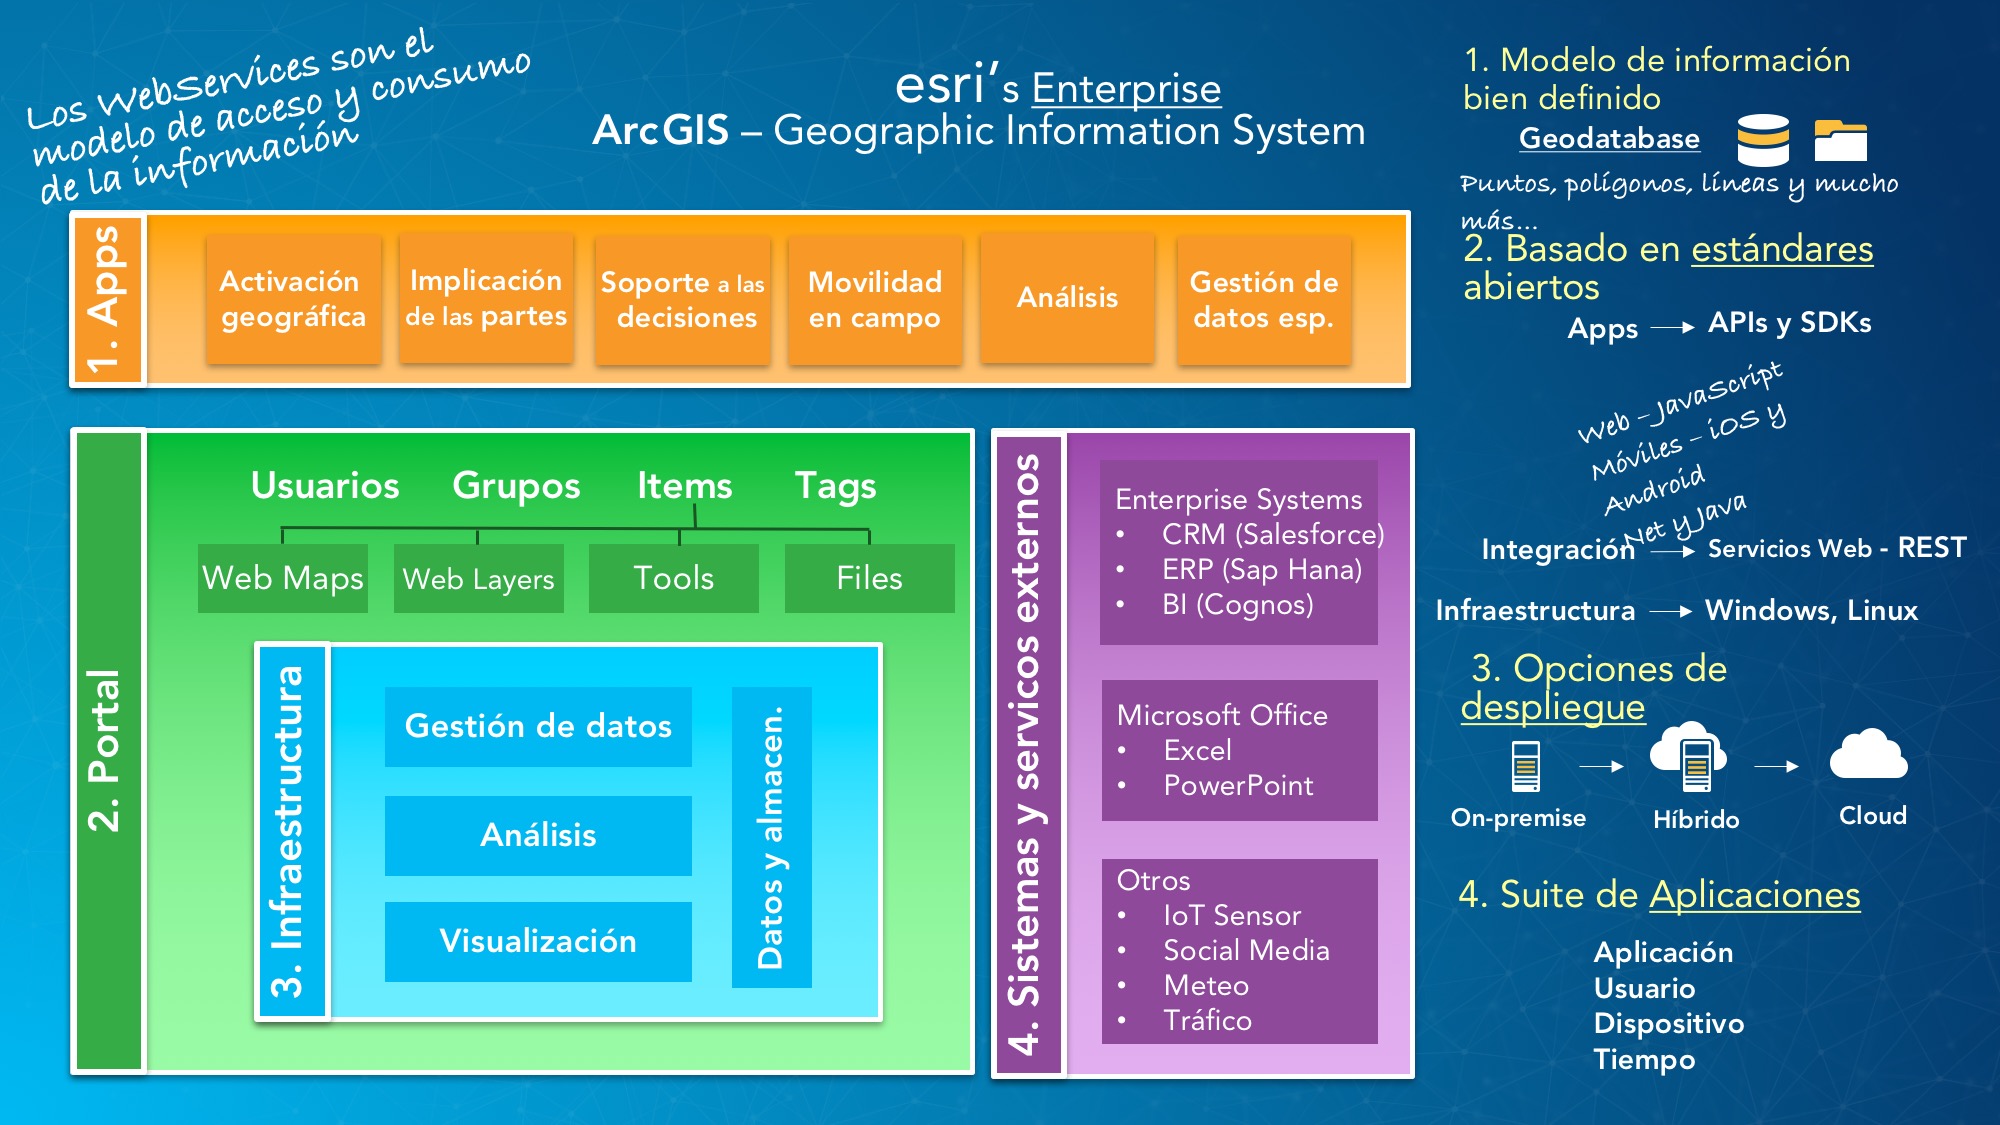 Los WebServices son el
modelo de acceso y consumo
de la información
esri’s Enterprise
ArcGIS – Geographic Information System
1. Apps
Activación
geográfica
Implicación
de las partes
Soporte a las
decisiones
Movilidad
en campo
Análisis
Gestión de
datos esp.
2. Portal
Usuarios Grupos Items Tags
Web Maps Web Layers Tools Files
3. Infraestructura
Gestión de datos
Análisis
Visualización
Datos y almacen.
4. Sistemas y servicos externos
Enterprise Systems
• CRM (Salesforce)
• ERP (Sap Hana)
• BI (Cognos)
Microsoft Office
• Excel
• PowerPoint
Otros
• IoT Sensor
• Social Media
• Meteo
• Tráfico
1. Modelo de información
bien definido
Geodatabase
Puntos, polígonos, líneas y mucho
más...
2. Basado en estándares
abiertos
Apps APIs y SDKs
Web – JavaScript
Móviles – iOS y
Android
Net y Java
Integración Servicios Web - REST
Infraestructura Windows, Linux
3. Opciones de
despliegue
On-premise Híbrido Cloud
4. Suite de Aplicaciones
Aplicación
Usuario
Dispositivo
Tiempo